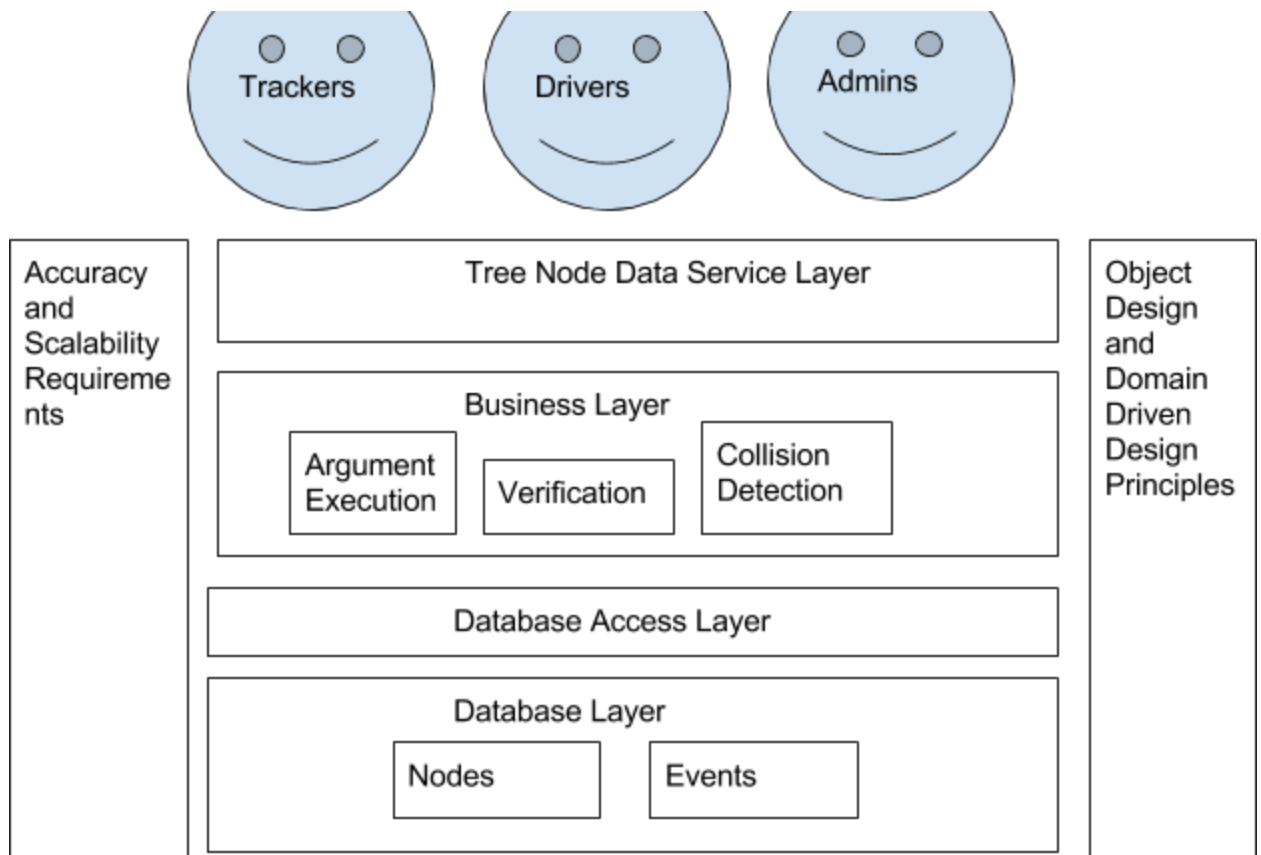 Trackers
Drivers
Admins
Accuracy
and
Scalability
Requireme
nts
Tree Node Data Service Layer
Business Layer
Argument
Execution
Verification
Collision
Detection
Database Access Layer
Database Layer
Nodes
Events
Object
Design
and
Domain
Driven
Design
Principles